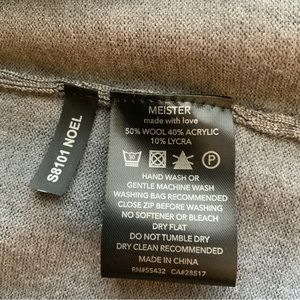 S8101 NOEL
MEISTER
made with love
50% WOOL 40% ACRYLIC
10% LYCRA
30
P
HAND WASH OR
GENTLE MACHINE WASH
WASHING BAG RECOMMENDED
CLOSE ZIP BEFORE WASHING
NO SOFTENER OR BLEACH
DRY FLAT
DO NOT TUMBLE DRY
DRY CLEAN RECOMMENDED
MADE IN CHINA
RN#55432 CA#28517